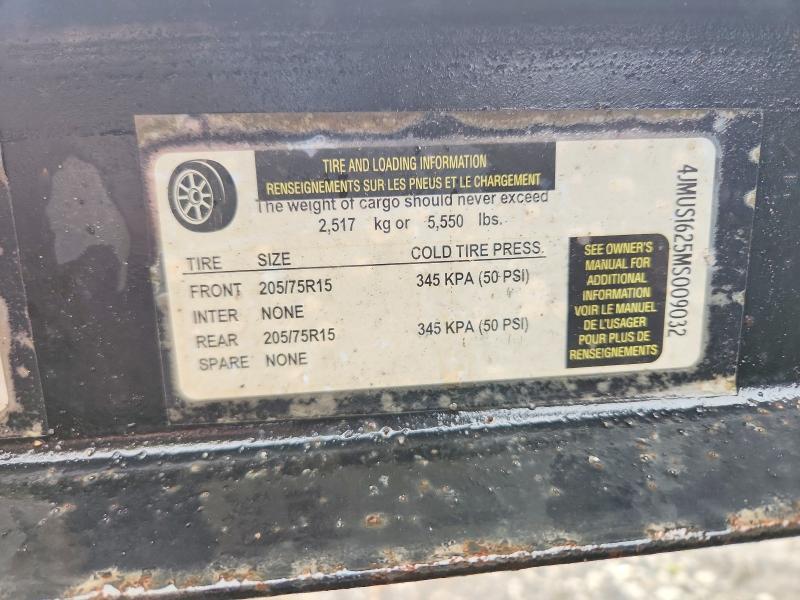 TIRE AND LOADING INFORMATION
RENSEIGNEMENTS SUR LES PNEUS ET LE CHARGEMENT
The weight of cargo should never exceed
2,517 kg or 5,550 lbs.
TIRE SIZE COLD TIRE PRESS.
FRONT 205/75R15 345 KPA (50 PSI)
INTER NONE
REAR 205/75R15 345 KPA (50 PSI)
SPARE NONE
SEE OWNER'S
MANUAL FOR
ADDITIONAL
INFORMATION
VOIR LE MANUEL
DE L'USAGER
POUR PLUS DE
RENSEIGNEMENTS
4JMUS1625MS009032